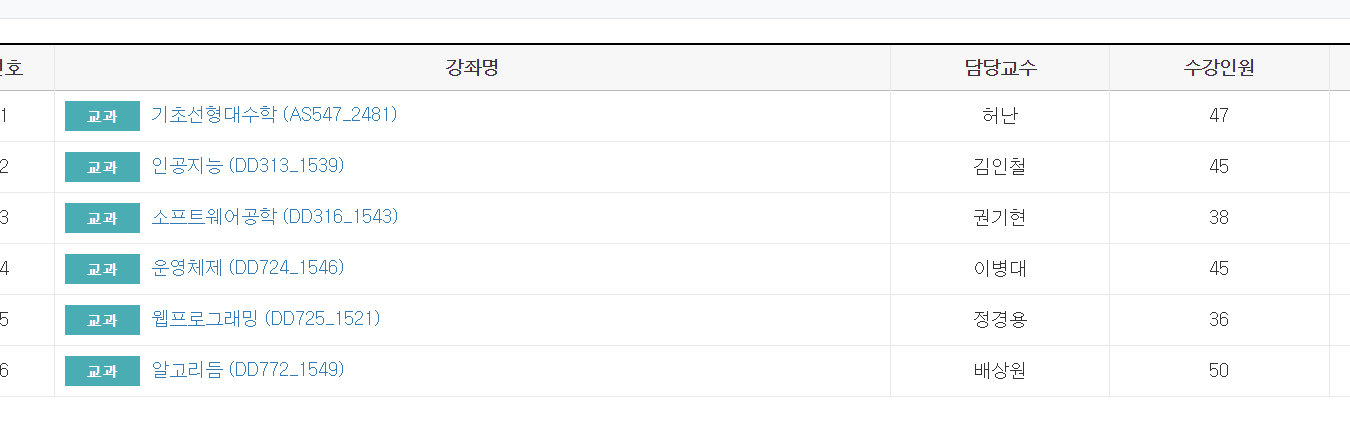 번호 강좌명 담당교수 수강인원
1 교과 기초선형대수학 (AS547_2481) 허난 47
2 교과 인공지능 (DD313_1539) 김인철 45
3 교과 소프트웨어공학 (DD316_1543) 권기현 38
4 교과 운영체제 (DD724_1546) 이병대 45
5 교과 웹프로그래밍 (DD725_1521) 정경용 36
6 교과 알고리듬 (DD772_1549) 배상원 50